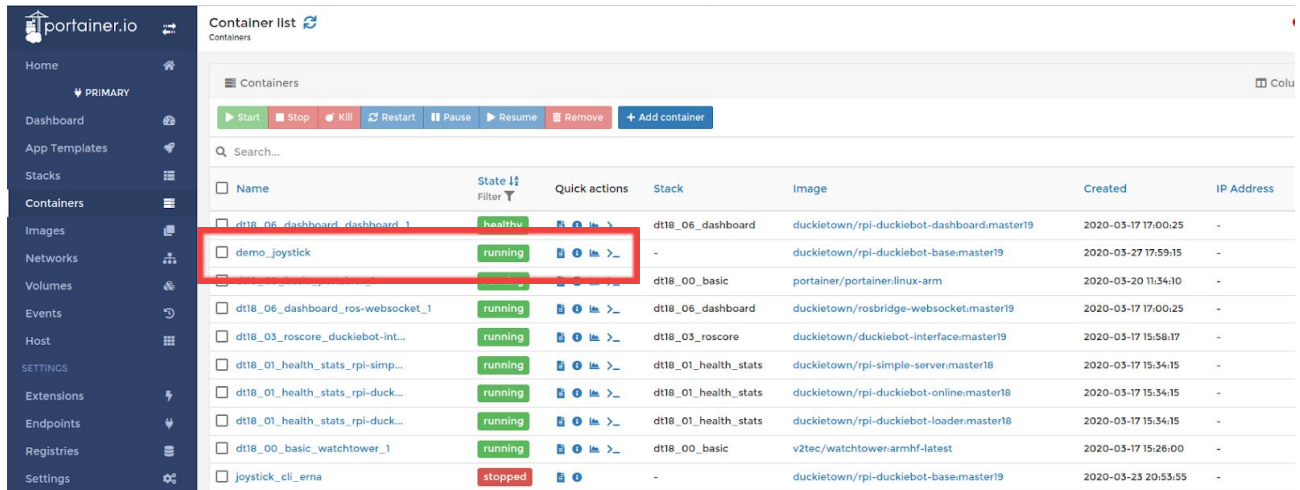 portainer.io
Home
PRIMARY
Dashboard
App Templates
Stacks
Containers
Images
Networks
Volumes
Events
Host
SETTINGS
Extensions
Endpoints
Registries
Settings
Container list
Containers
Containers
Colu
Start Stop Kill Restart Pause Resume Remove + Add container
Search...
Name State Filter Quick actions Stack Image Created IP Address
dt18_06_dashboard_dashboard_1 healthy dt18_06_dashboard duckietown/rpi-duckiebot-dashboard:master19 2020-03-17 17:00:25 -
demo_joystick running - duckietown/rpi-duckiebot-base:master19 2020-03-27 17:59:15 -
running dt18_00_basic portainer/portainer:linux-arm 2020-03-20 11:34:10 -
dt18_06_dashboard_ros-websocket_1 running dt18_06_dashboard duckietown/rosbridge-websocket:master19 2020-03-17 17:00:25 -
dt18_03_roscore_duckiebot-int... running dt18_03_roscore duckietown/duckiebot-interface:master19 2020-03-17 15:58:17 -
dt18_01_health_stats_rpi-simp... running dt18_01_health_stats duckietown/rpi-simple-server:master18 2020-03-17 15:34:15 -
dt18_01_health_stats_rpi-duck... running dt18_01_health_stats duckietown/rpi-duckiebot-online:master18 2020-03-17 15:34:15 -
dt18_01_health_stats_rpi-duck... running dt18_01_health_stats duckietown/rpi-duckiebot-loader:master18 2020-03-17 15:34:15 -
dt18_00_basic_watchtower_1 running dt18_00_basic v2tec/watchtower:armhf-latest 2020-03-17 15:26:00 -
joystick_cli_erna stopped - duckietown/rpi-duckiebot-base:master19 2020-03-23 20:53:55 -